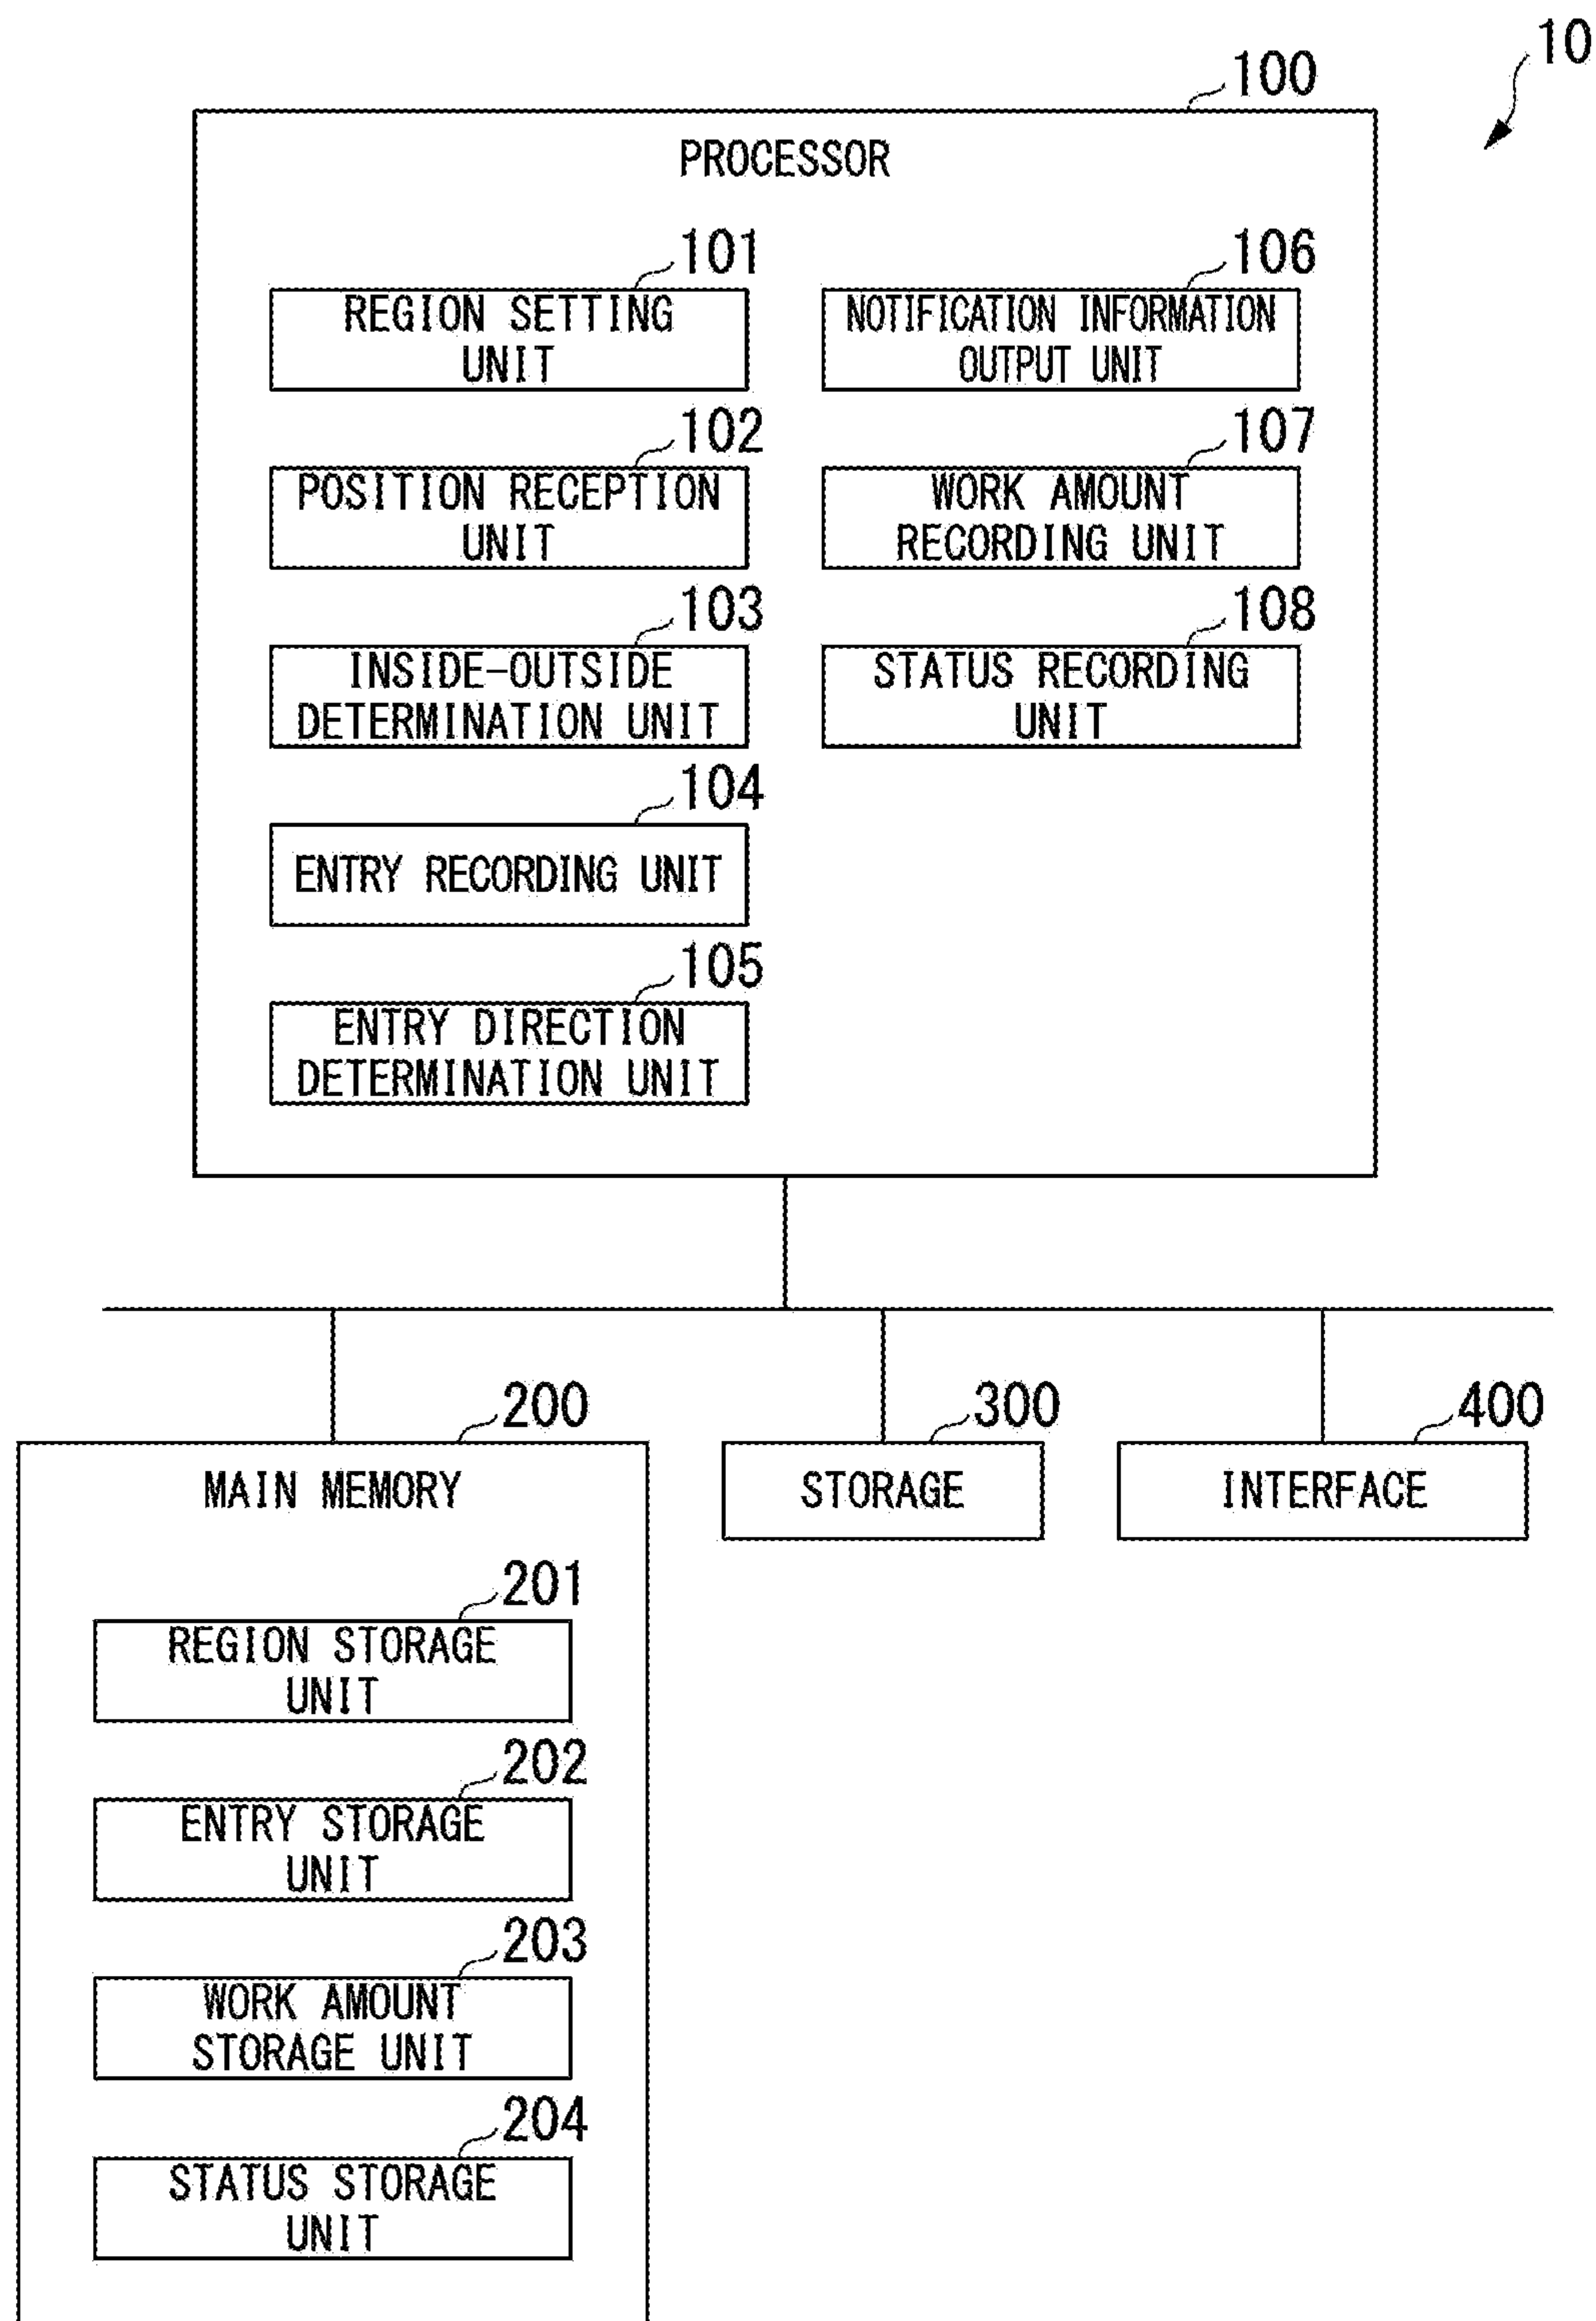 10
100
PROCESSOR
101
REGION SETTING
UNIT
102
POSITION RECEPTION
UNIT
103
INSIDE-OUTSIDE
DETERMINATION UNIT
104
ENTRY RECORDING UNIT
105
ENTRY DIRECTION
DETERMINATION UNIT
106
NOTIFICATION INFORMATION
OUTPUT UNIT
107
WORK AMOUNT
RECORDING UNIT
108
STATUS RECORDING
UNIT
200
MAIN MEMORY
201
REGION STORAGE
UNIT
202
ENTRY STORAGE
UNIT
203
WORK AMOUNT
STORAGE UNIT
204
STATUS STORAGE
UNIT
300
STORAGE
400
INTERFACE